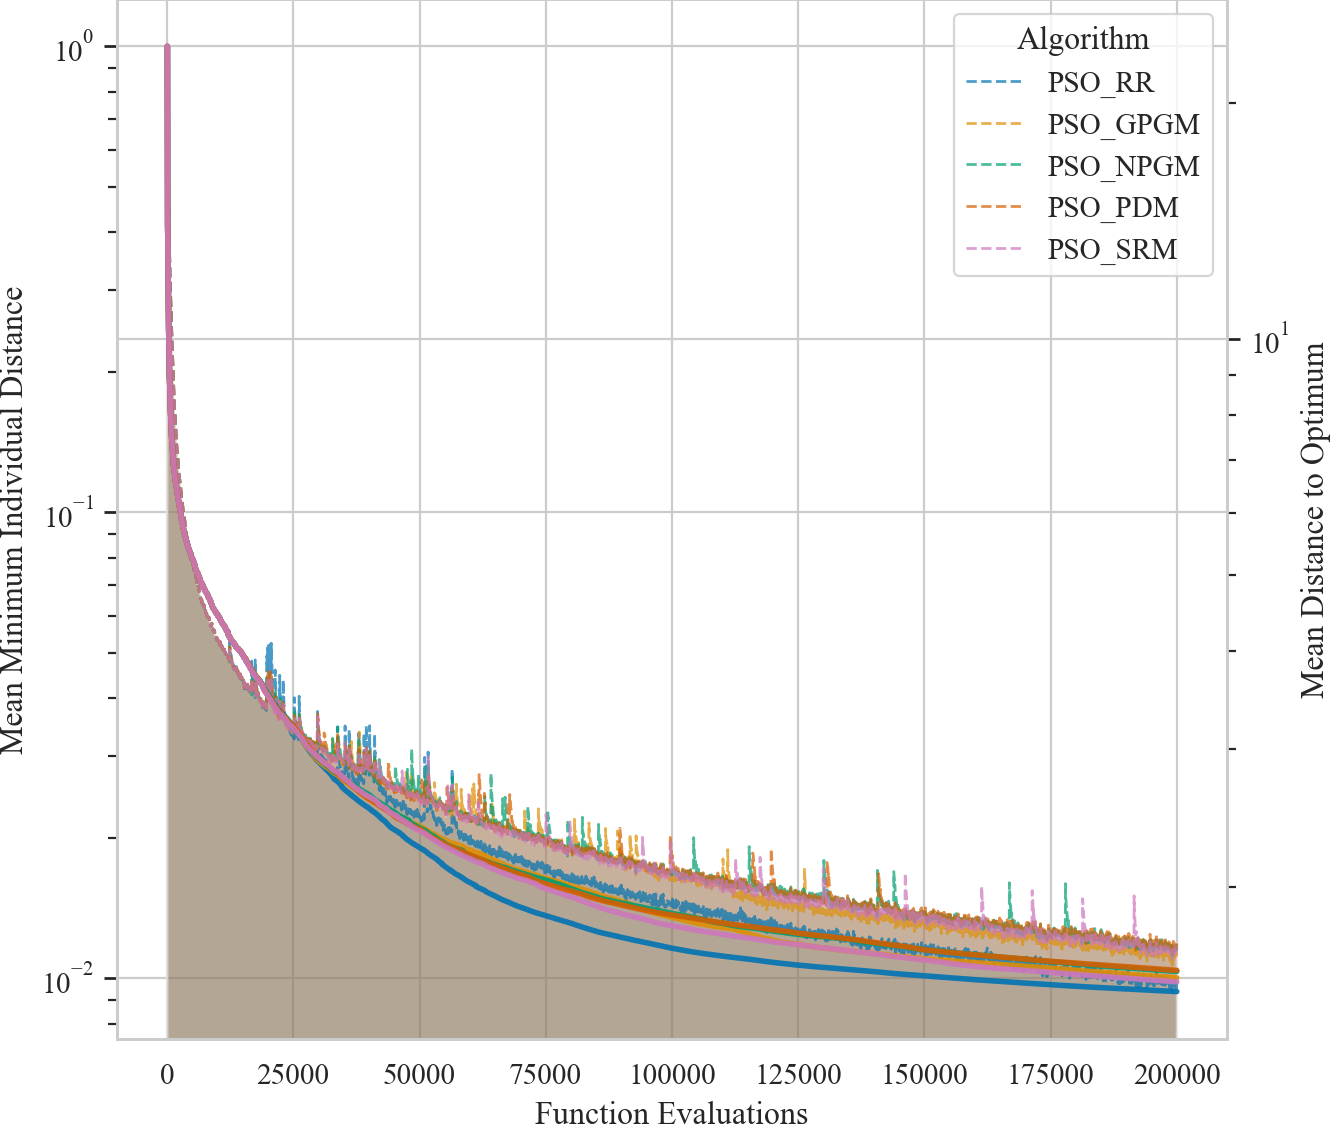 Algorithm
PSO_RR
PSO_GPGM
PSO_NPGM
PSO_PDM
PSO_SRM
10^0
10^-1
10^-2
Mean Minimum Individual Distance
10^1
Mean Distance to Optimum
0 25000 50000 75000 100000 125000 150000 175000 200000
Function Evaluations